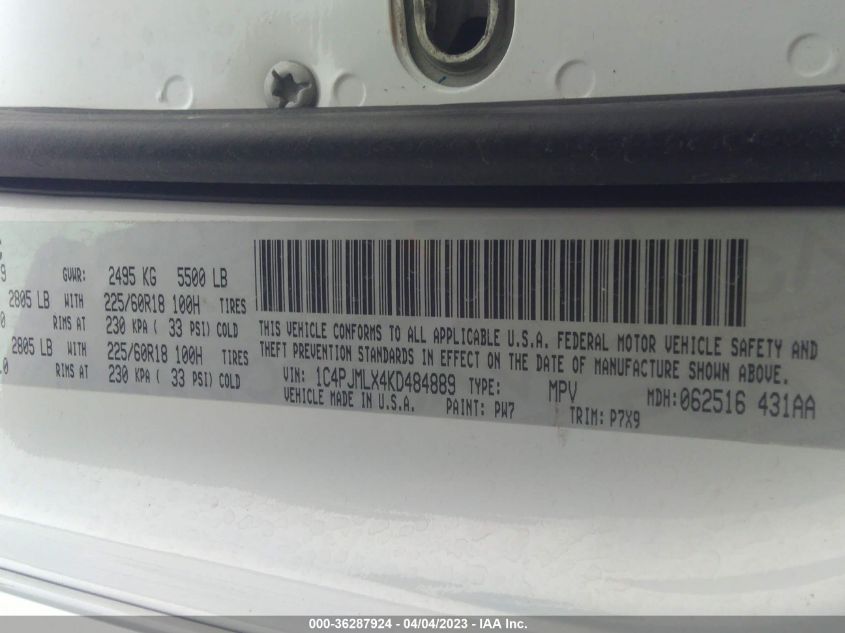 GVWR: 2495 KG 5500 LB
2805 LB WITH 225/60R18 100H TIRES
RIMS AT 230 KPA ( 33 PSI) COLD
2805 LB WITH 225/60R18 100H TIRES
RIMS AT 230 KPA ( 33 PSI) COLD
THIS VEHICLE CONFORMS TO ALL APPLICABLE U.S.A. FEDERAL MOTOR VEHICLE SAFETY AND
THEFT PREVENTION STANDARDS IN EFFECT ON THE DATE OF MANUFACTURE SHOWN ABOVE.
VIN: 1C4PJMLX4KD484889 TYPE: MPV MDH:062516 431AA
VEHICLE MADE IN U.S.A. PAINT: PW7 TRIM: P7X9
000-36287924 - 04/04/2023 - IAA Inc.